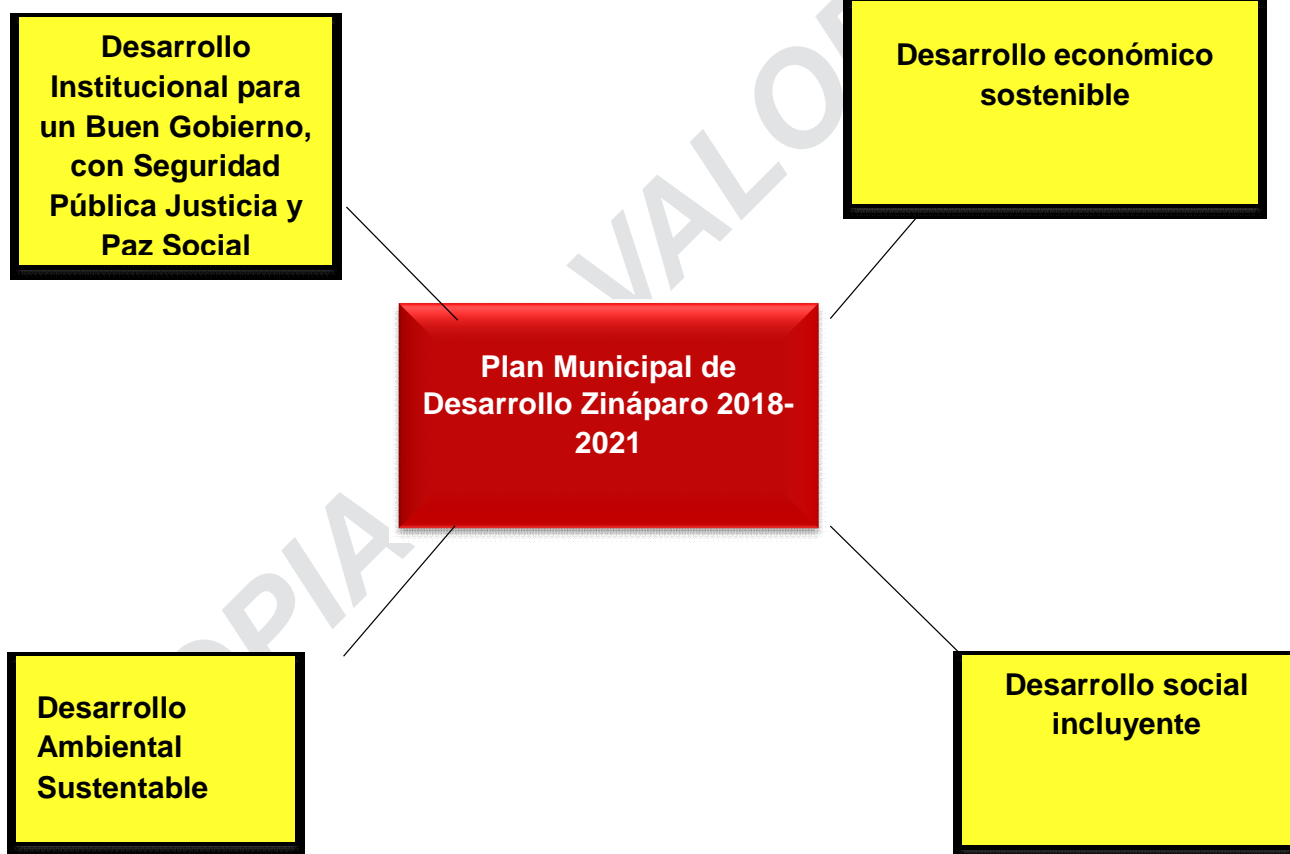 Desarrollo
Institucional para
un Buen Gobierno,
con Seguridad
Pública Justicia y
Paz Social
Desarrollo económico
sostenible
Plan Municipal de
Desarrollo Zináparo 2018-
2021
Desarrollo
Ambiental
Sustentable
Desarrollo social
incluyente